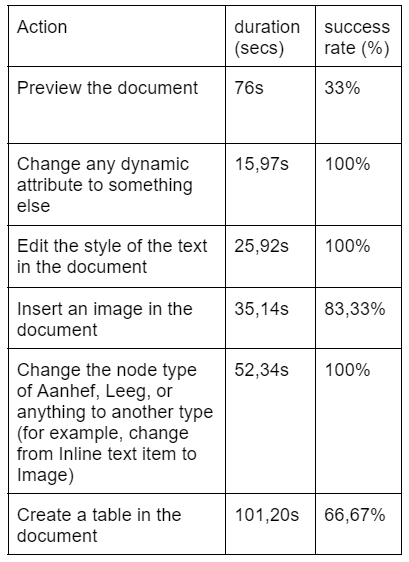 Action duration success
(secs) rate (%)
Preview the document 76s 33%
Change any dynamic 15,97s 100%
attribute to something
else
Edit the style of the text 25,92s 100%
in the document
Insert an image in the 35,14s 83,33%
document
Change the node type 52,34s 100%
of Aanhef, Leeg, or
anything to another type
(for example, change
from Inline text item to
Image)
Create a table in the 101,20s 66,67%
document